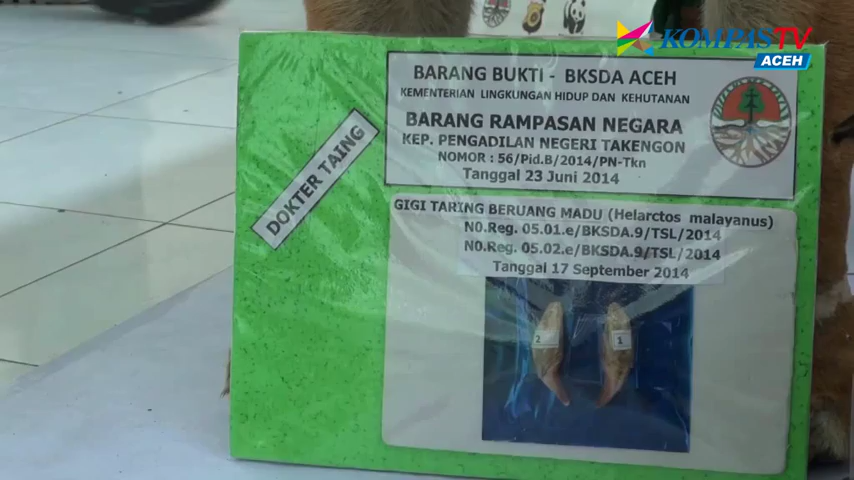 KOMPASTV
ACEH
BARANG BUKTI - BKSDA ACEH
KEMENTERIAN LINGKUNGAN HIDUP DAN KEHUTANAN
BARANG RAMPASAN NEGARA
KEP. PENGADILAN NEGERI TAKENGON
NOMOR : 56/Pid.B/2014/PN-Tkn
Tanggal 23 Juni 2014
DOKTER TAING
GIGI TARING BERUANG MADU (Helarctos malayanus)
N0.Reg. 05.01.e/BKSDA.9/TSL/2014
N0.Reg. 05.02.e/BKSDA.9/TSL/2014
Tanggal 17 September 2014
2
1